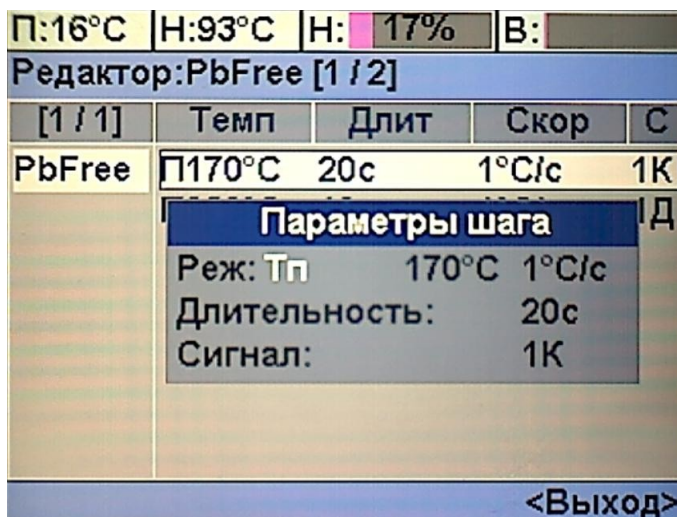 П:16°C Н:93°C Н: 17% В:
Редактор:PbFree [1 / 2]
[1 / 1] Темп Длит Скор С
PbFree П170°C 20с 1°C/с 1К
1Д
Параметры шага
Реж: Тп 170°C 1°C/с
Длительность: 20с
Сигнал: 1К
<Выход>